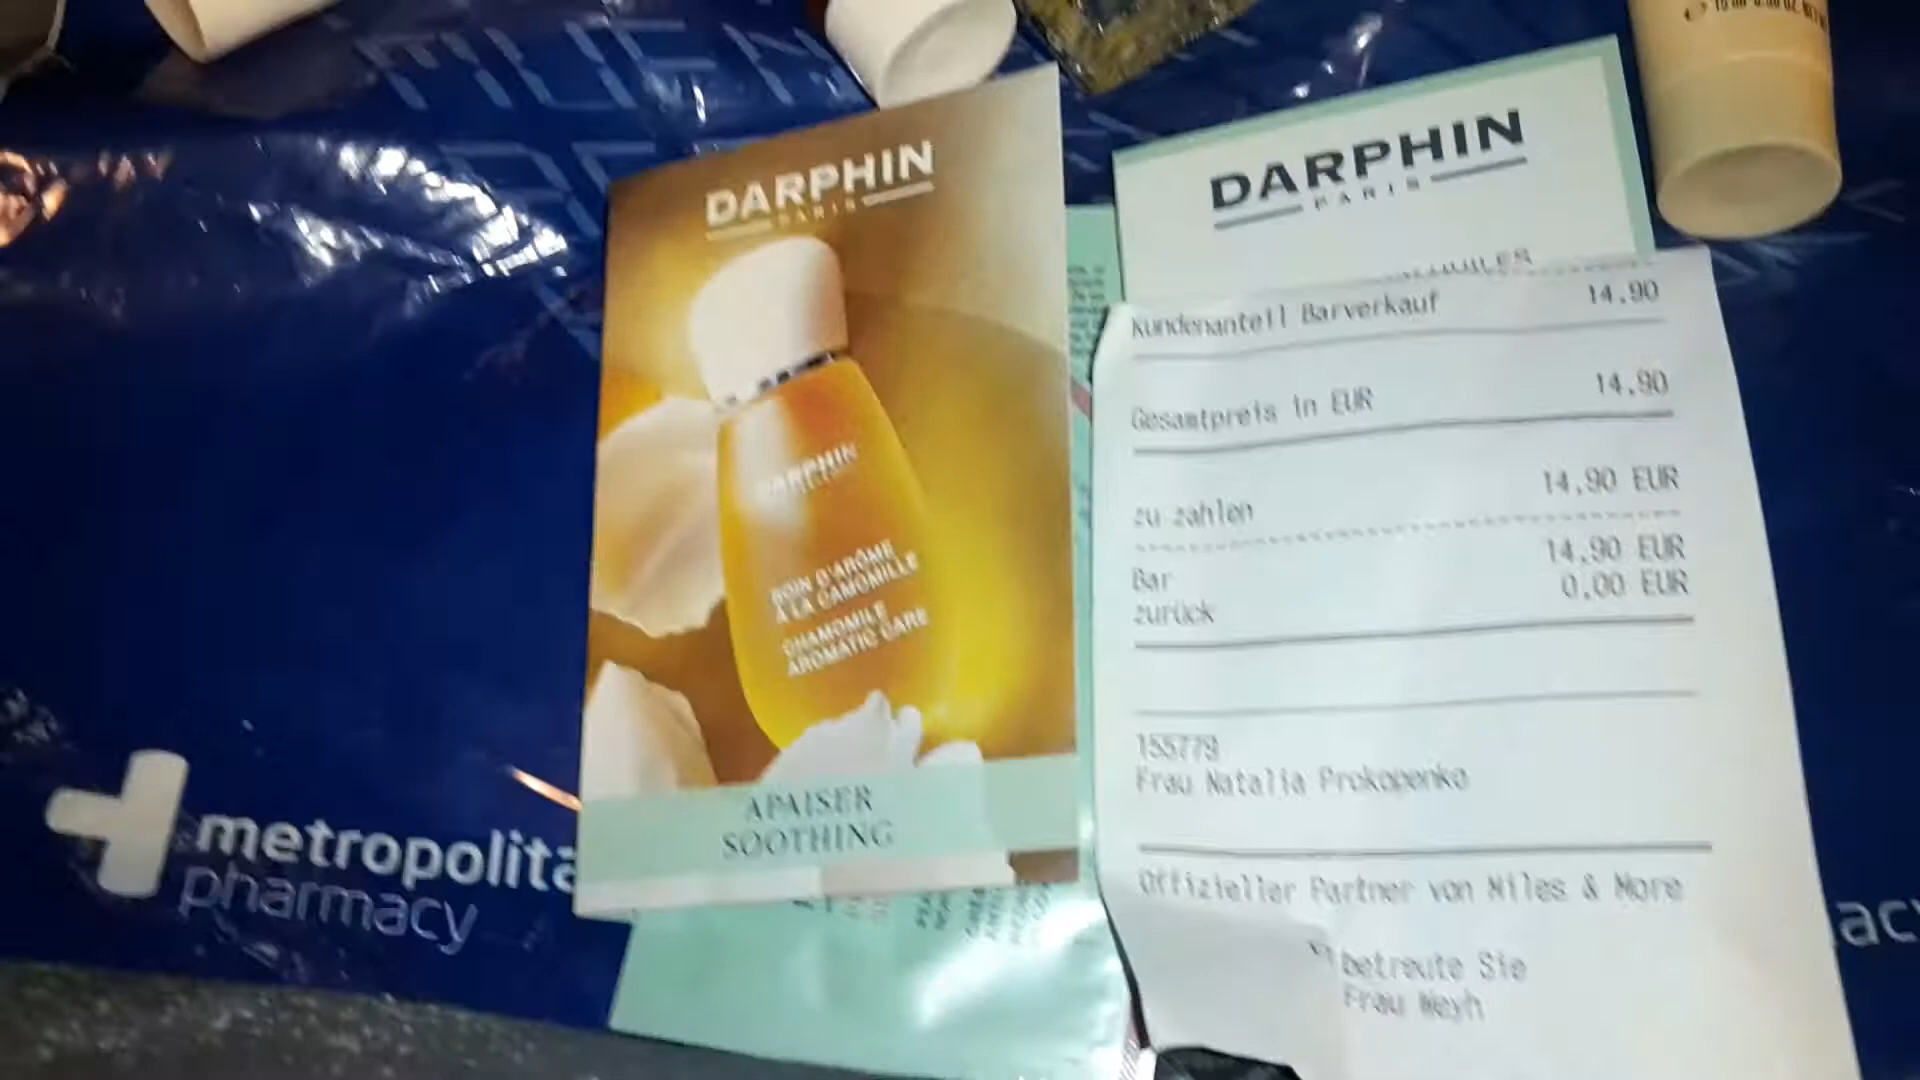 DARPHIN
PARIS
DARPHIN
SOIN D'ARÔME
À LA CAMOMILLE
CHAMOMILE
AROMATIC CARE
APAISER
SOOTHING
DARPHIN
PARIS
Kundenanteil Barverkauf 14.90
Gesamtpreis in EUR 14.90
zu zahlen 14.90 EUR
Bar 14.90 EUR
zurück 0.00 EUR
155779
Frau Natalia Prokopenko
Offizieller Partner von Miles & More
betreute Sie
Frau Weyh
metropolita
pharmacy